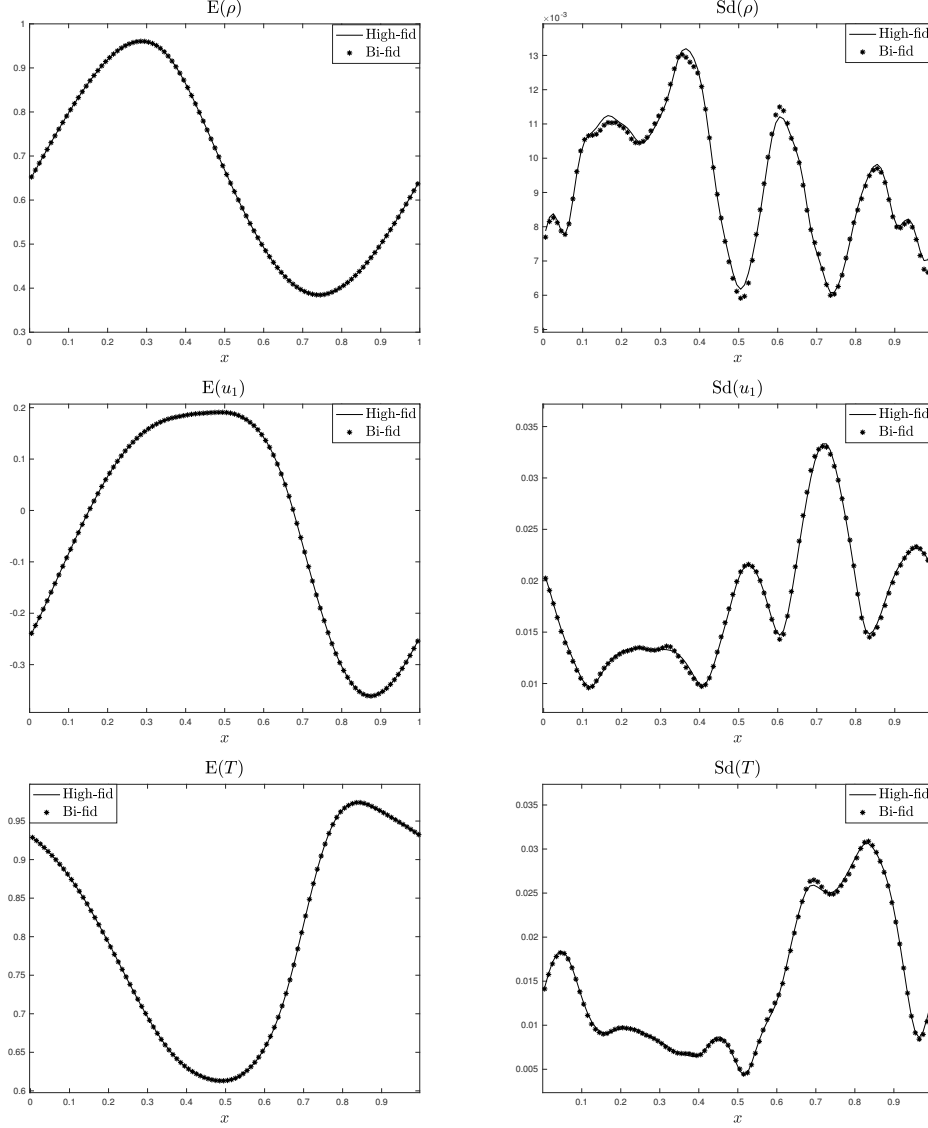 E(ρ)
1
0.9
0.8
0.7
0.6
0.5
0.4
0.3
0 0.1 0.2 0.3 0.4 0.5 0.6 0.7 0.8 0.9 1
x
High-fid
Bi-fid
Sd(ρ)
×10⁻³
13
12
11
10
9
8
7
6
5
0 0.1 0.2 0.3 0.4 0.5 0.6 0.7 0.8 0.9
x
High-fid
Bi-fid
E(u₁)
0.2
0.1
0
-0.1
-0.2
-0.3
0 0.1 0.2 0.3 0.4 0.5 0.6 0.7 0.8 0.9 1
x
High-fid
Bi-fid
Sd(u₁)
0.035
0.03
0.025
0.02
0.015
0.01
0 0.1 0.2 0.3 0.4 0.5 0.6 0.7 0.8 0.9
x
High-fid
Bi-fid
E(T)
0.95
0.9
0.85
0.8
0.75
0.7
0.65
0.6
0 0.1 0.2 0.3 0.4 0.5 0.6 0.7 0.8 0.9
x
High-fid
Bi-fid
Sd(T)
0.035
0.03
0.025
0.02
0.015
0.01
0.005
0.1 0.2 0.3 0.4 0.5 0.6 0.7 0.8 0.9
x
High-fid
Bi-fid